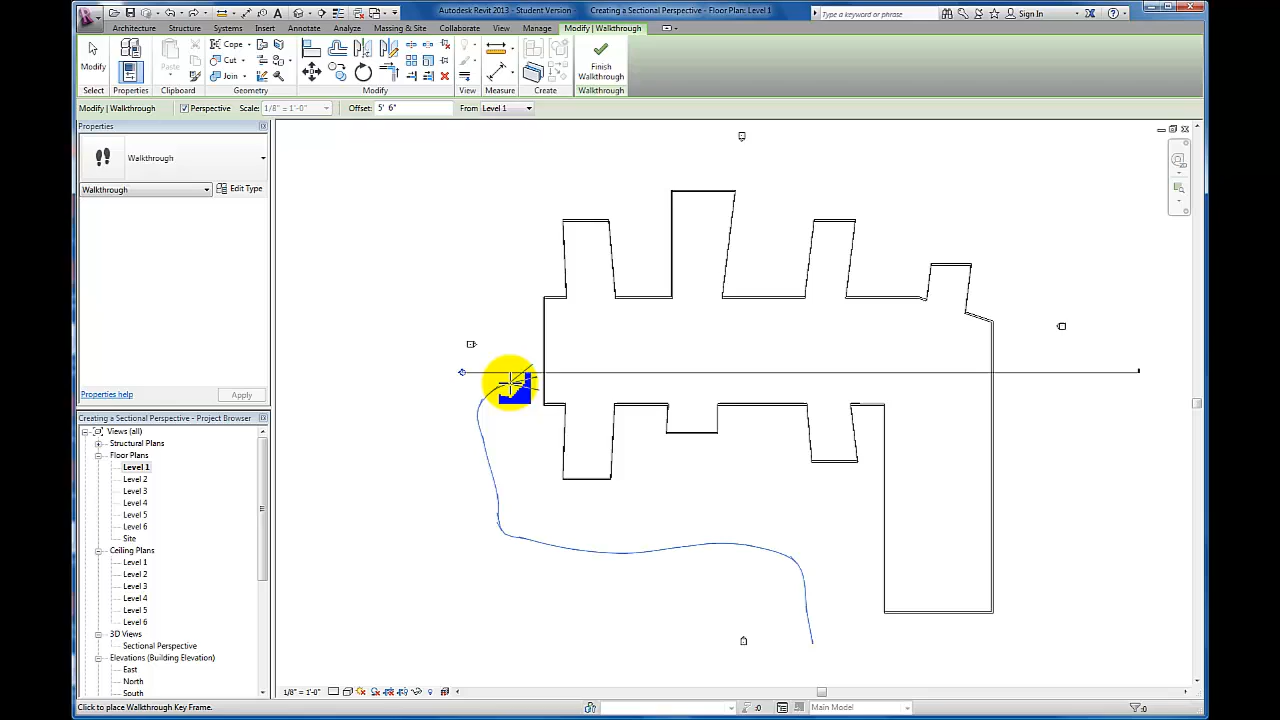 Autodesk Revit 2013 - Student Version - Creating a Sectional Perspective - Floor Plan: Level 1
Type a keyword or phrase
Sign In
Architecture Structure Systems Insert Annotate Analyze Massing & Site Collaborate View Manage Modify | Walkthrough
Modify
Paste
Cope
Cut
Join
Finish
Walkthrough
Select Properties Clipboard Geometry Modify View Measure Create Walkthrough
Modify | Walkthrough Perspective Scale: 1/8" = 1'-0" Offset: 5' 6" From Level 1
Properties
Walkthrough
Walkthrough Edit Type
Properties help Apply
Creating a Sectional Perspective - Project Browser
Views (all)
Structural Plans
Floor Plans
Level 1
Level 2
Level 3
Level 4
Level 5
Level 6
Site
Ceiling Plans
Level 1
Level 2
Level 3
Level 4
Level 5
Level 6
3D Views
Sectional Perspective
Elevations (Building Elevation)
East
North
South
1/8" = 1'-0"
Click to place Walkthrough Key Frame.
:0
Main Model
:0